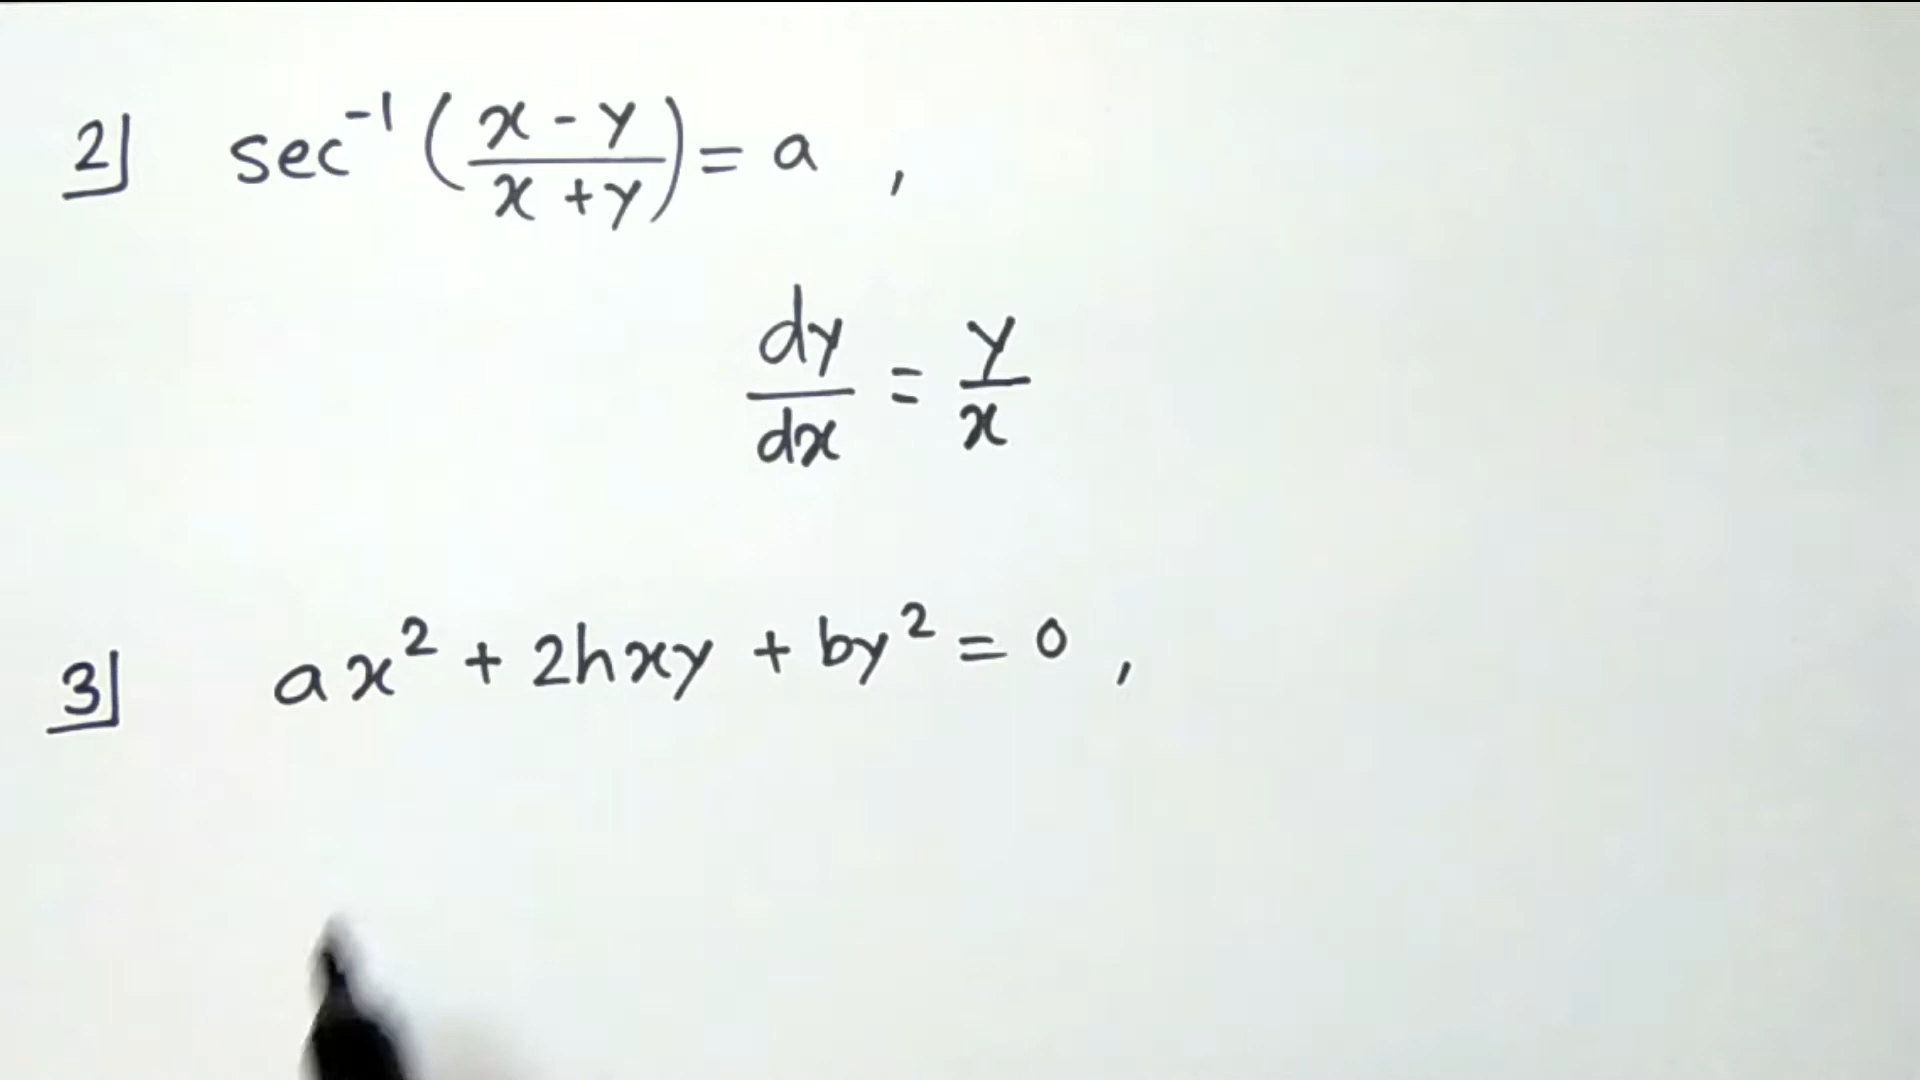 2] sec⁻¹ (x - y / x + y) = a ,
dy/dx = y/x
3] ax² + 2hxy + by² = 0 ,